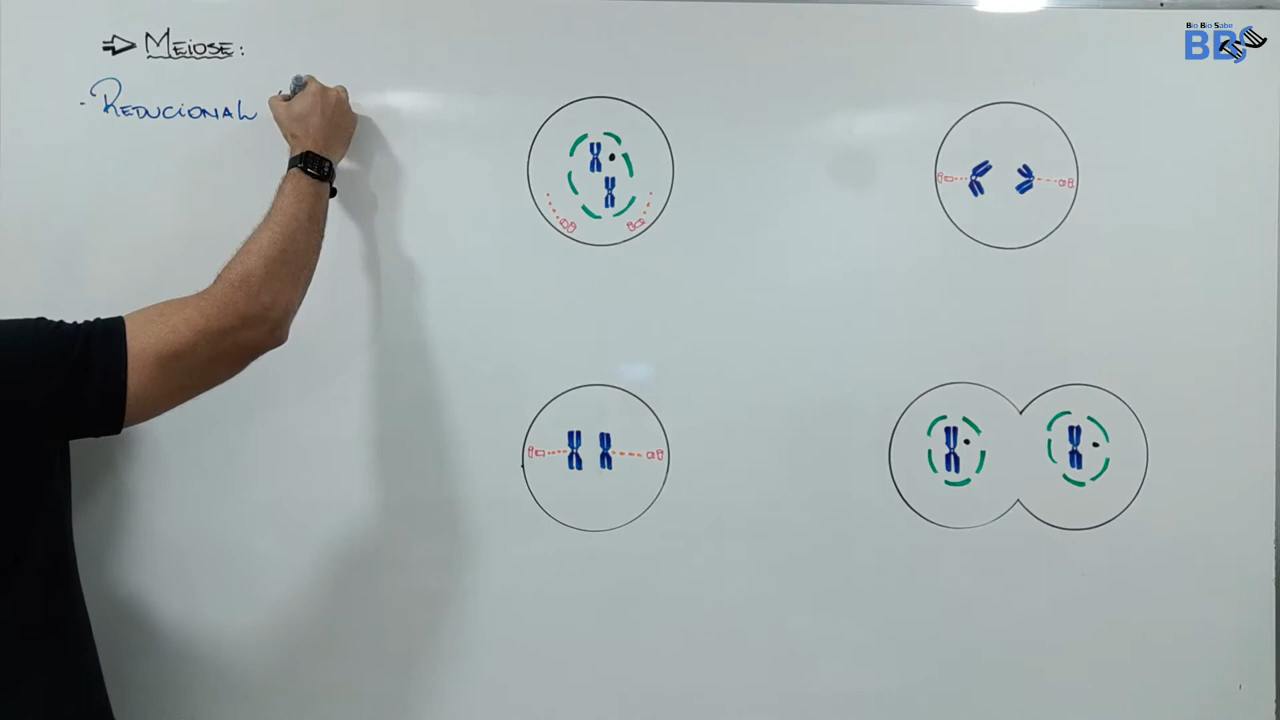 ⇒ Meiose:
· Reducional
Bio Bio Sabe
BBS